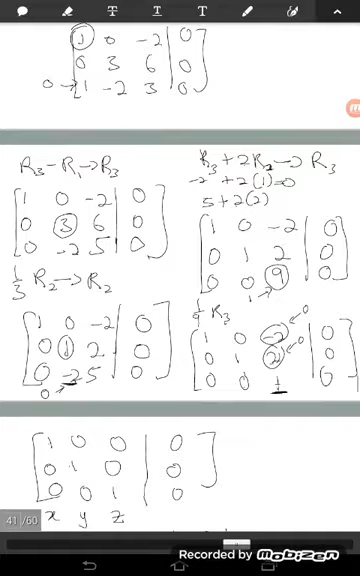 1 0 -2 | 0
0 3 6 | 0
0 → 1 -2 3 | 0
R₃ - R₁ → R₃
1 0 -2 | 0
0 3 6 | 0
0 -2 5 | 0
1/3 R₂ → R₂
1 0 -2 | 0
0 1 2 | 0
0 -2 5 | 0
0
R₃ + 2R₂ → R₃
-2 + 2(1) = 0
5 + 2(2)
1 0 -2 | 0
0 1 2 | 0
0 0 9 | 0
1
1/9 R₃
1 0 -2 | 0 ← 0
0 1 2 | 0 ← 0
0 0 1 | 0
1 0 0 | 0
0 1 0 | 0
0 0 1 | 0
x y z
41 / 60
Recorded by mobizen